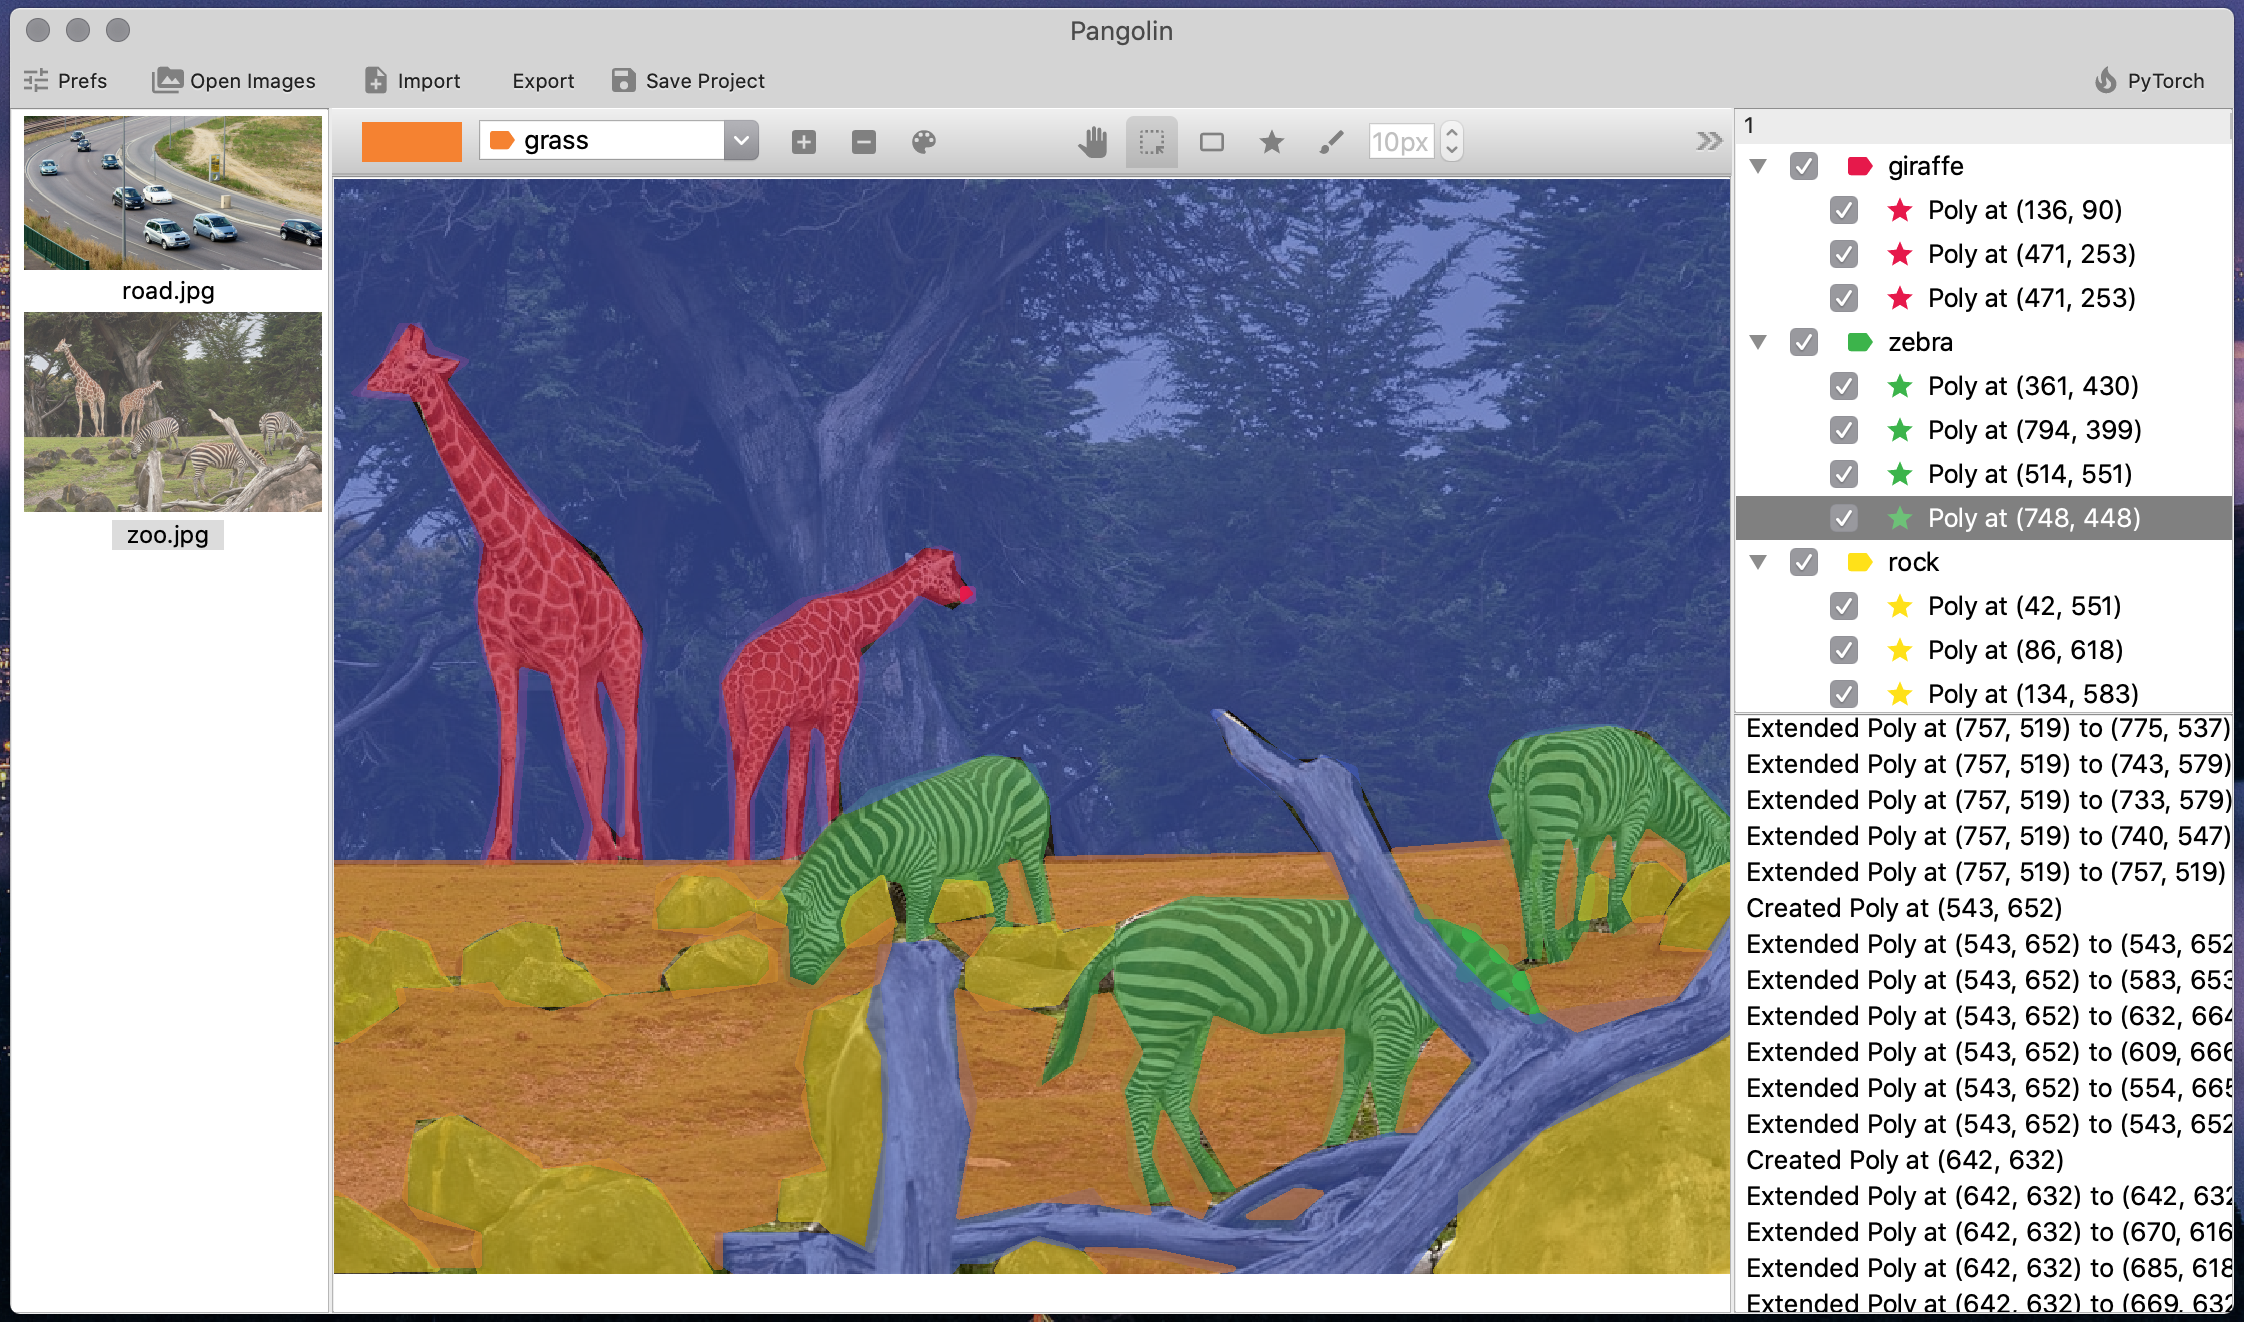 Pangolin
Prefs
Open Images
Import
Export
Save Project
PyTorch
road.jpg
zoo.jpg
grass
10px
1
giraffe
Poly at (136, 90)
Poly at (471, 253)
Poly at (471, 253)
zebra
Poly at (361, 430)
Poly at (794, 399)
Poly at (514, 551)
Poly at (748, 448)
rock
Poly at (42, 551)
Poly at (86, 618)
Poly at (134, 583)
Extended Poly at (757, 519) to (775, 537)
Extended Poly at (757, 519) to (743, 579)
Extended Poly at (757, 519) to (733, 579)
Extended Poly at (757, 519) to (740, 547)
Extended Poly at (757, 519) to (757, 519)
Created Poly at (543, 652)
Extended Poly at (543, 652) to (543, 652
Extended Poly at (543, 652) to (583, 653
Extended Poly at (543, 652) to (632, 664
Extended Poly at (543, 652) to (609, 666
Extended Poly at (543, 652) to (554, 665
Extended Poly at (543, 652) to (543, 652
Created Poly at (642, 632)
Extended Poly at (642, 632) to (642, 632
Extended Poly at (642, 632) to (670, 616
Extended Poly at (642, 632) to (685, 618
Extended Poly at (642, 632) to (669, 632